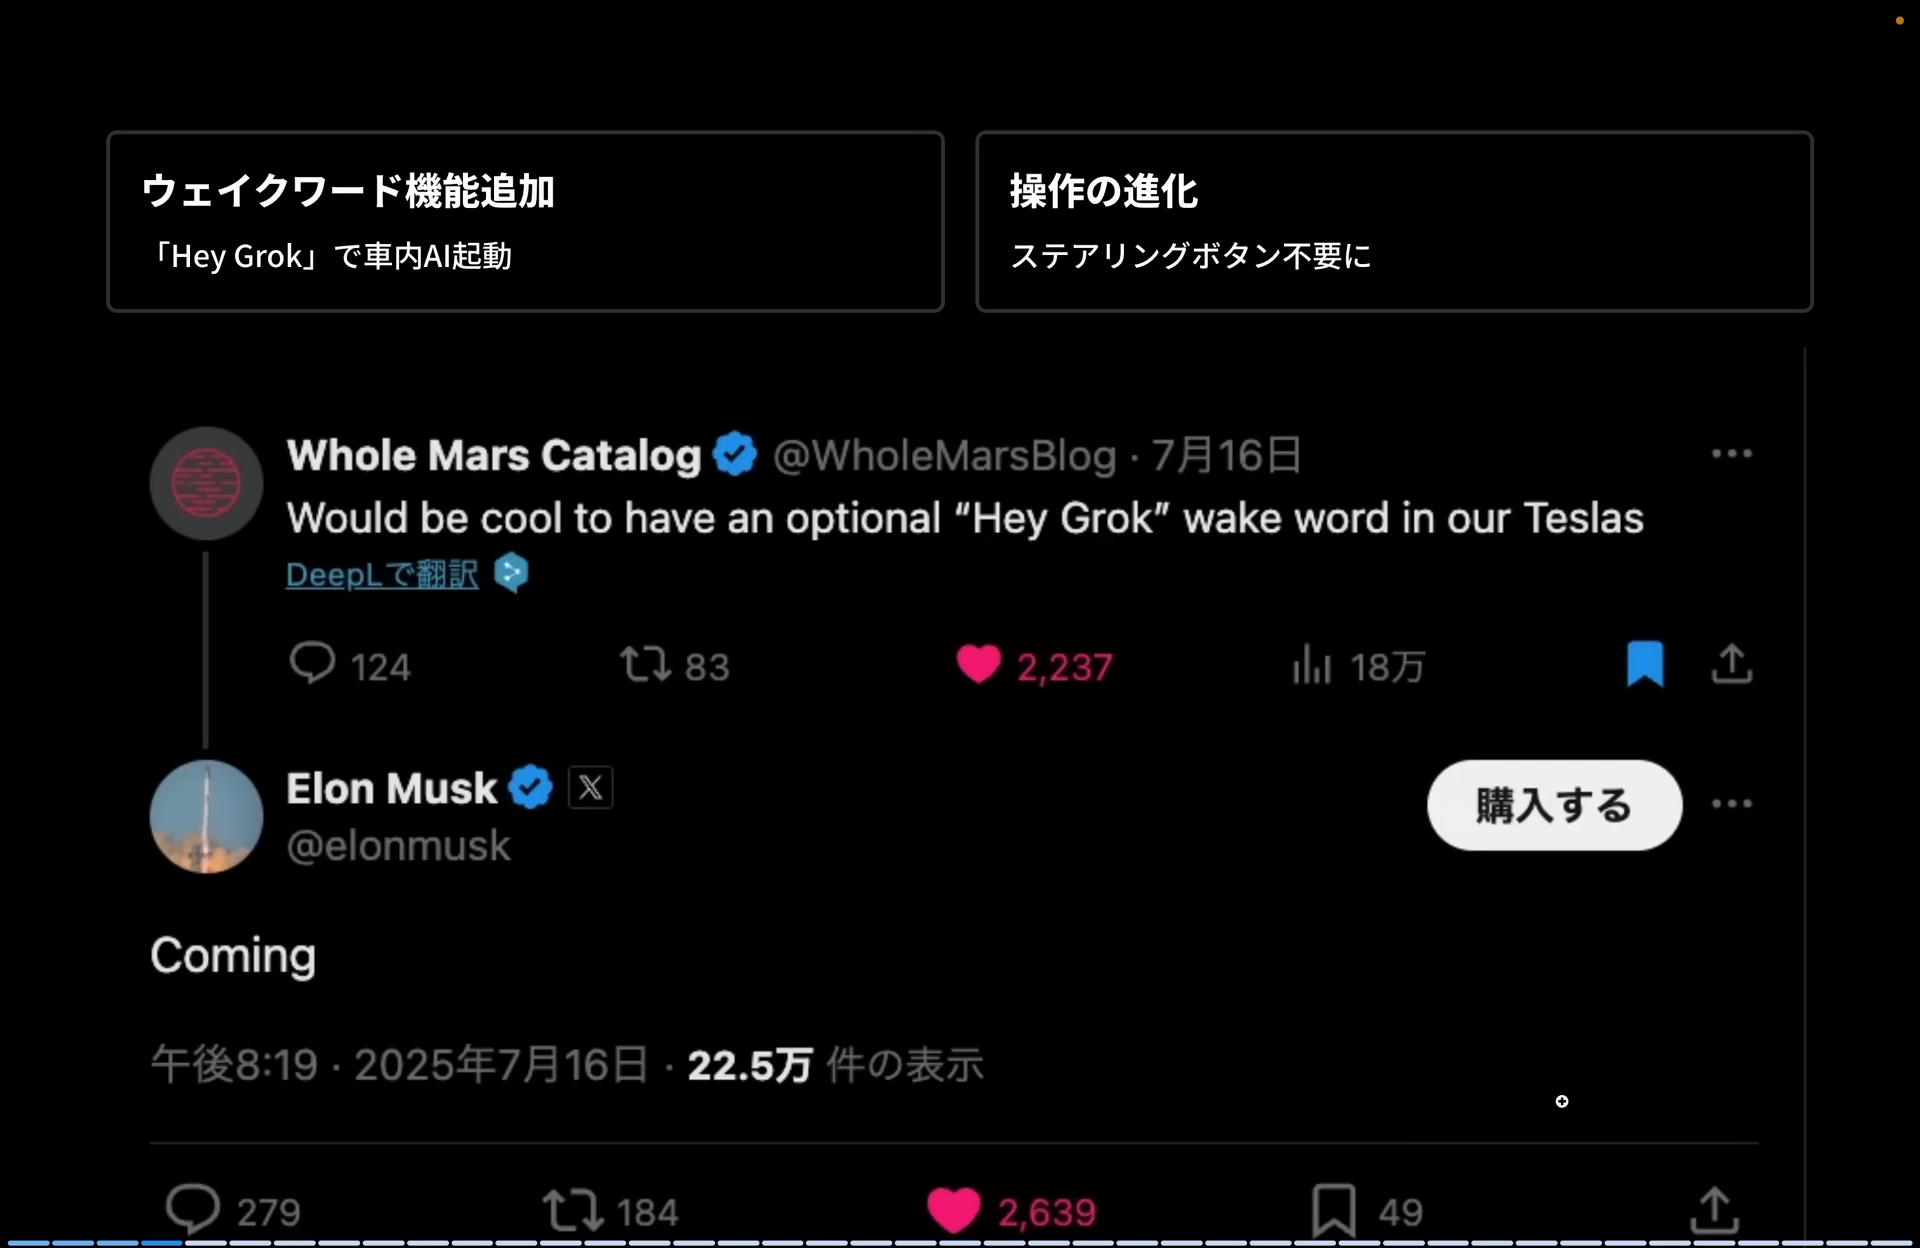 ウェイクワード機能追加
「Hey Grok」で車内AI起動
操作の進化
ステアリングボタン不要に
Whole Mars Catalog @WholeMarsBlog · 7月16日
Would be cool to have an optional “Hey Grok” wake word in our Teslas
DeepLで翻訳
124 83 2,237 18万
Elon Musk
@elonmusk
購入する
Coming
午後8:19 · 2025年7月16日 · 22.5万 件の表示
279 184 2,639 49